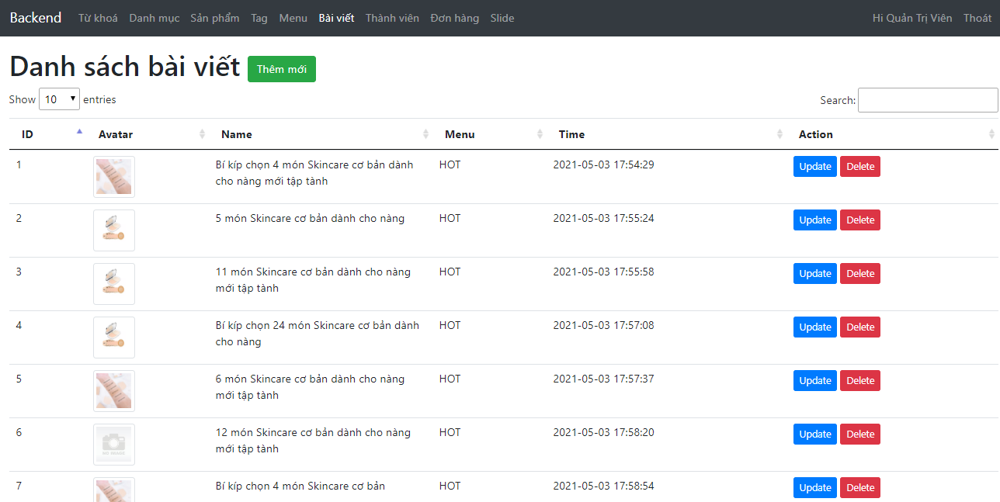 Backend Từ khoá Danh mục Sản phẩm Tag Menu Bài viết Thành viên Đơn hàng Slide Hi Quản Trị Viên Thoát
Danh sách bài viết Thêm mới
Show 10 entries Search:
ID Avatar Name Menu Time Action
1 Bí kíp chọn 4 món Skincare cơ bản dành HOT 2021-05-03 17:54:29 Update Delete
cho nàng mới tập tành
2 5 món Skincare cơ bản dành cho nàng HOT 2021-05-03 17:55:24 Update Delete
3 11 món Skincare cơ bản dành cho nàng HOT 2021-05-03 17:55:58 Update Delete
mới tập tành
4 Bí kíp chọn 24 món Skincare cơ bản dành HOT 2021-05-03 17:57:08 Update Delete
cho nàng
5 6 món Skincare cơ bản dành cho nàng HOT 2021-05-03 17:57:37 Update Delete
mới tập tành
6 12 món Skincare cơ bản dành cho nàng HOT 2021-05-03 17:58:20 Update Delete
mới tập tành
NO IMAGE
7 Bí kíp chọn 4 món Skincare cơ bản HOT 2021-05-03 17:58:54 Update Delete